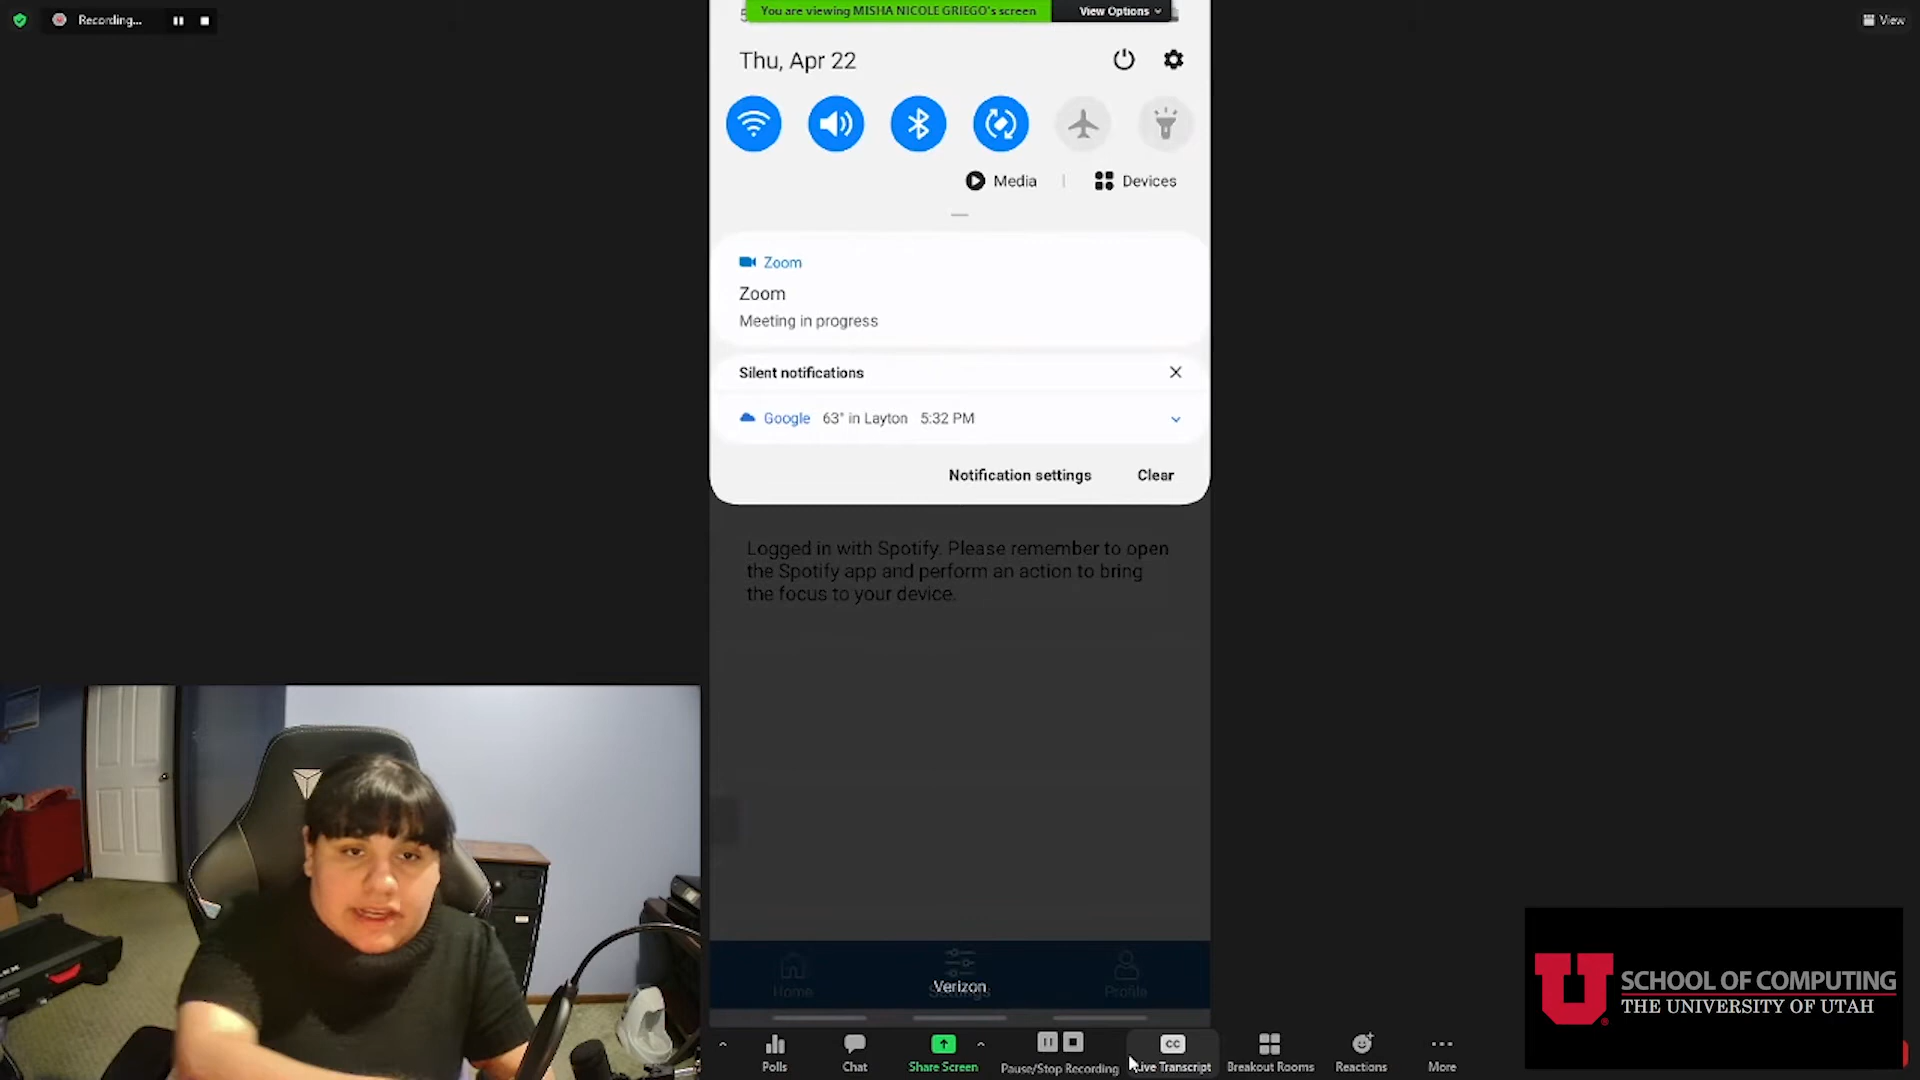 Recording...
You are viewing MISHA NICOLE GRIEGO's screen
View Options
View
Thu, Apr 22
Media
Devices
Zoom
Zoom
Meeting in progress
Silent notifications
Google 63° in Layton 5:32 PM
Notification settings
Clear
Logged in with Spotify. Please remember to open
the Spotify app and perform an action to bring
the focus to your device.
Home
Settings
Profile
Verizon
Polls
Chat
Share Screen
Pause/Stop Recording
CC
Live Transcript
Breakout Rooms
Reactions
More
U SCHOOL OF COMPUTING
THE UNIVERSITY OF UTAH